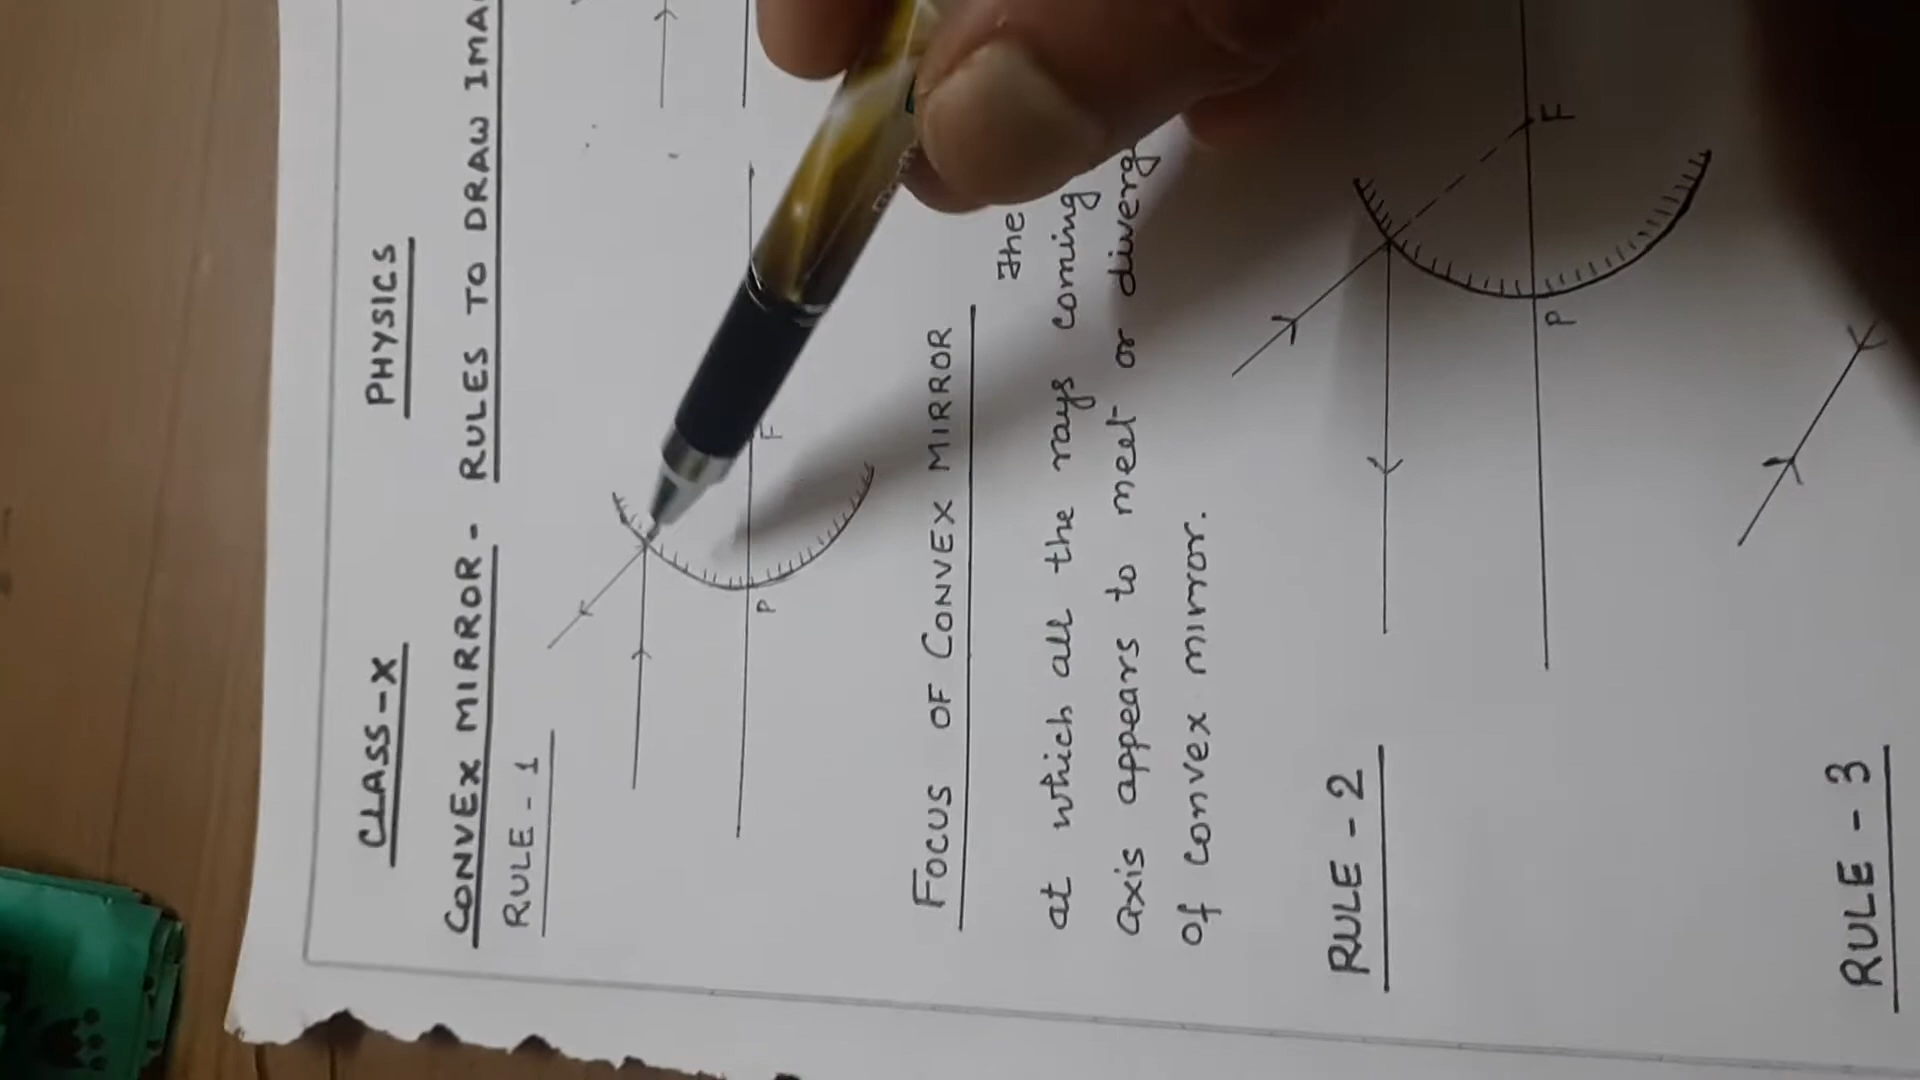 CLASS-X PHYSICS
CONVEX MIRROR - RULES TO DRAW IMA
RULE - 1
F
P
FOCUS OF CONVEX MIRROR The
at which all the rays coming
axis appears to meet or diverg
of convex mirror.
RULE - 2
F
P
RULE - 3